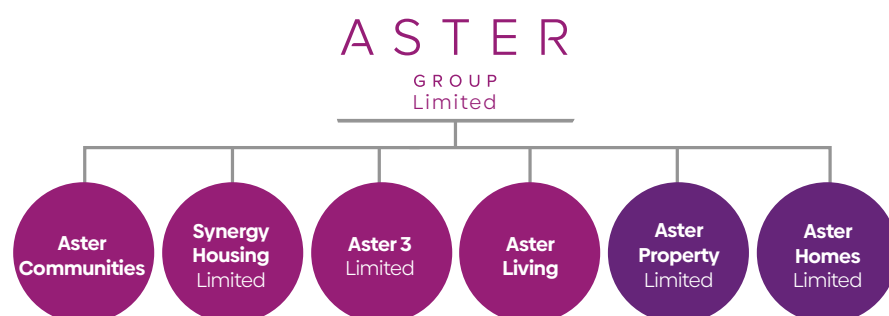 ASTER
GROUP
Limited
Aster
Communities
Synergy
Housing
Limited
Aster 3
Limited
Aster
Living
Aster
Property
Limited
Aster
Homes
Limited